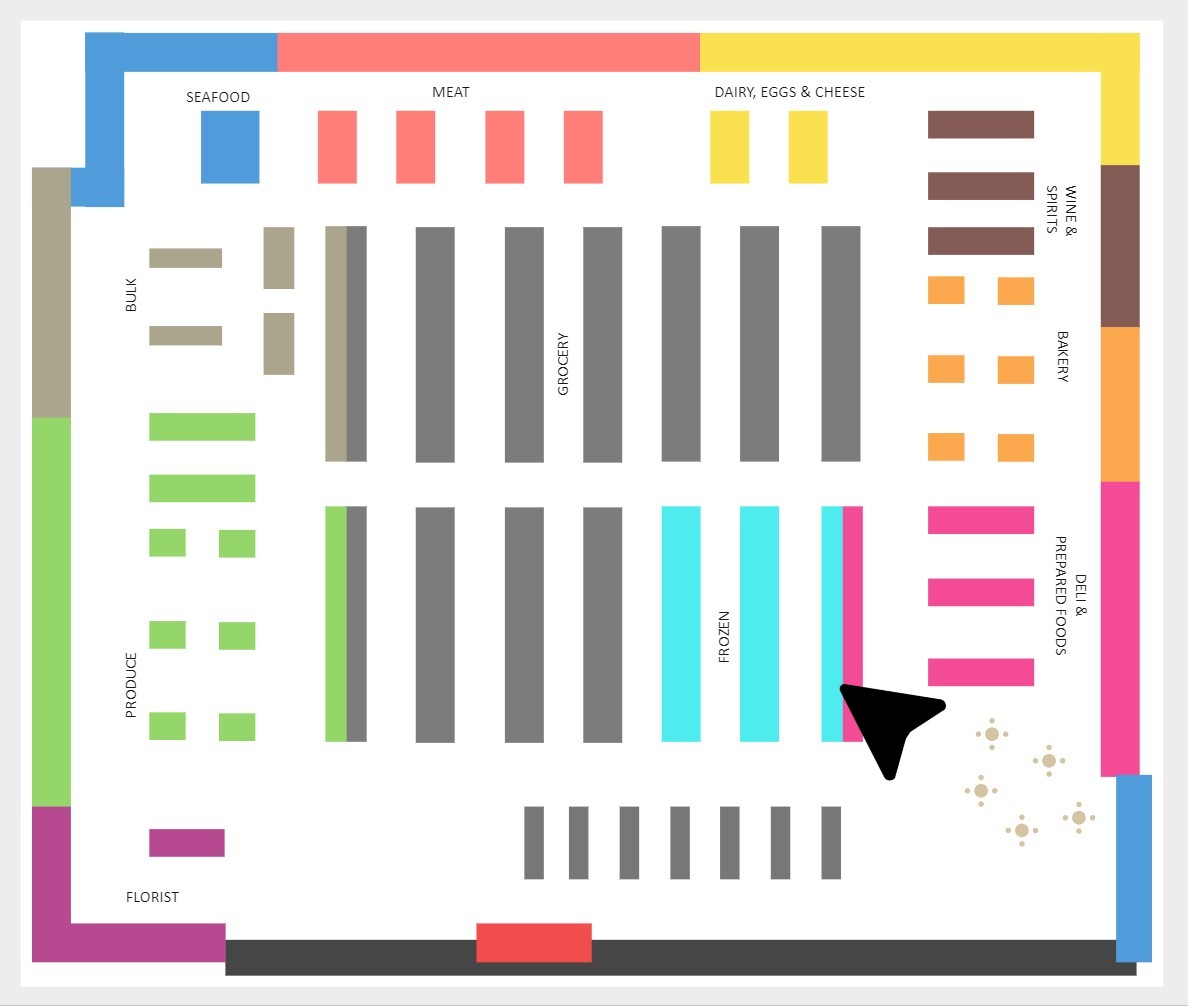 SEAFOOD
MEAT
DAIRY, EGGS & CHEESE
WINE &
SPIRITS
BULK
GROCERY
BAKERY
DELI &
PREPARED FOODS
FROZEN
PRODUCE
FLORIST